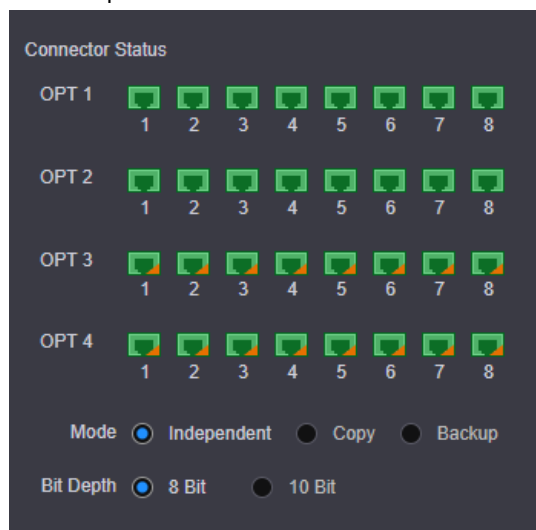 Connector Status
OPT 1
1 2 3 4 5 6 7 8
OPT 2
1 2 3 4 5 6 7 8
OPT 3
1 2 3 4 5 6 7 8
OPT 4
1 2 3 4 5 6 7 8
Mode Independent Copy Backup
Bit Depth 8 Bit 10 Bit